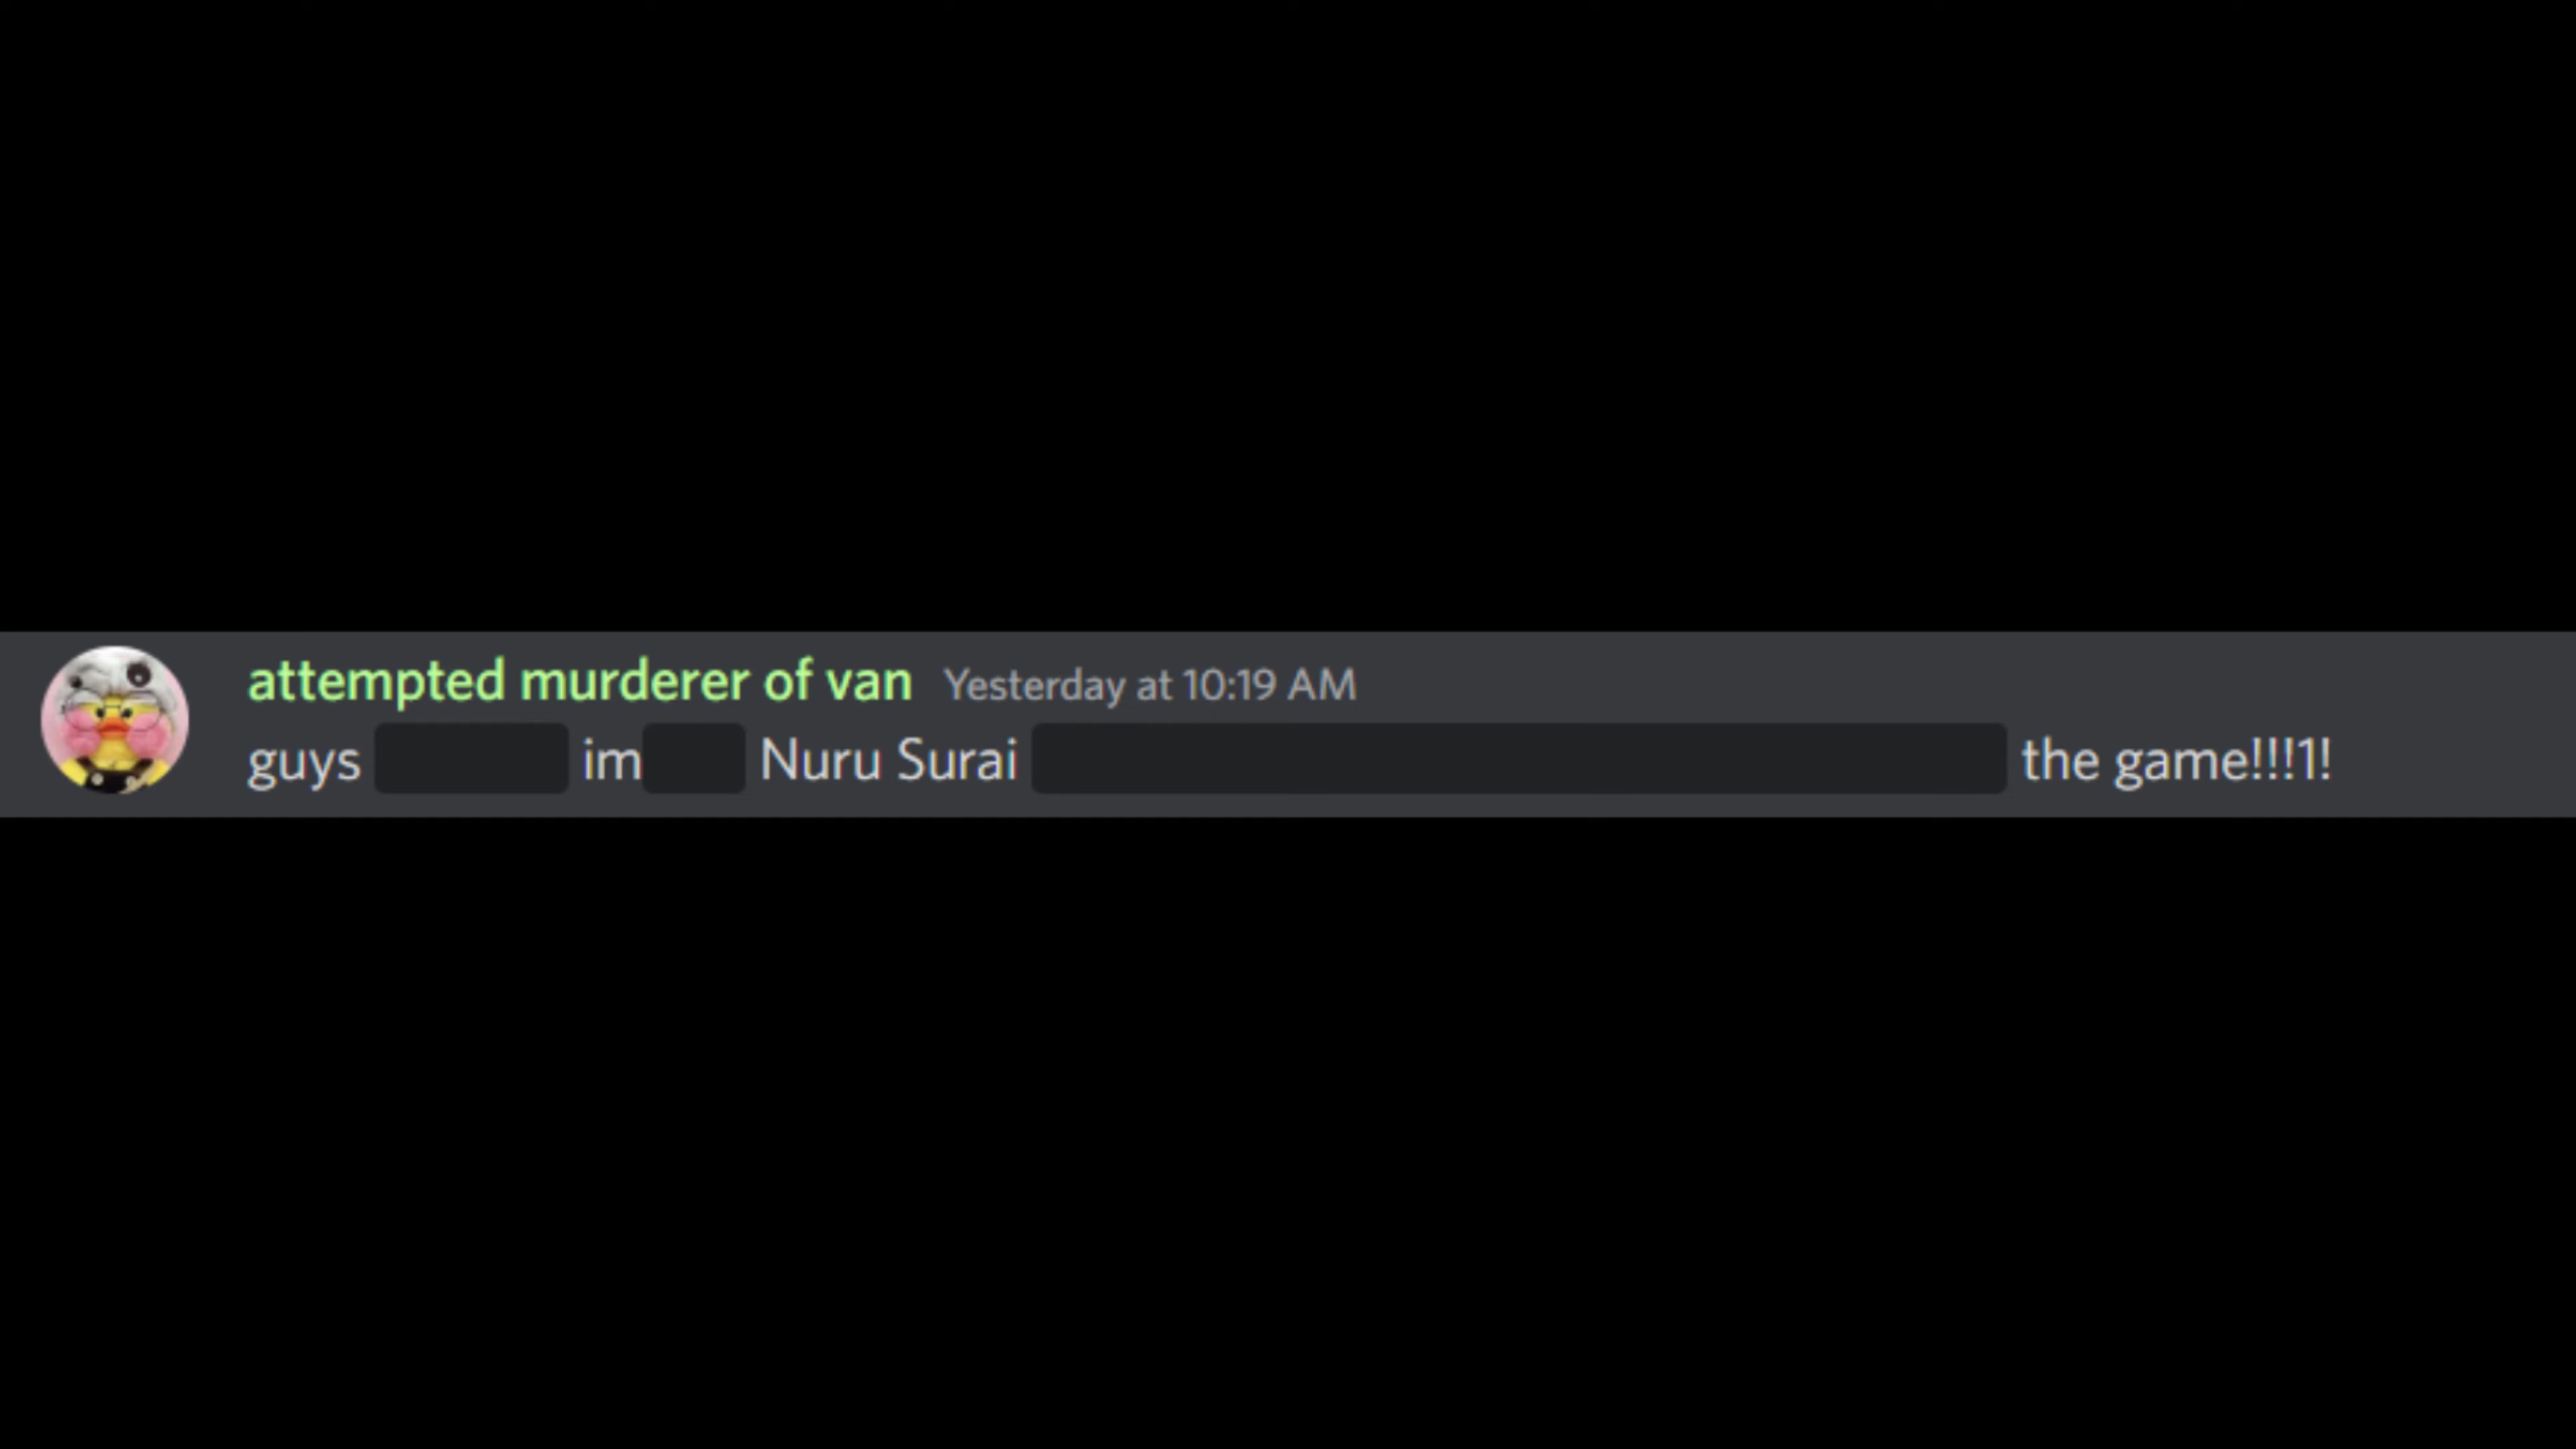 attempted murderer of van Yesterday at 10:19 AM
guys im Nuru Surai the game!!!1!